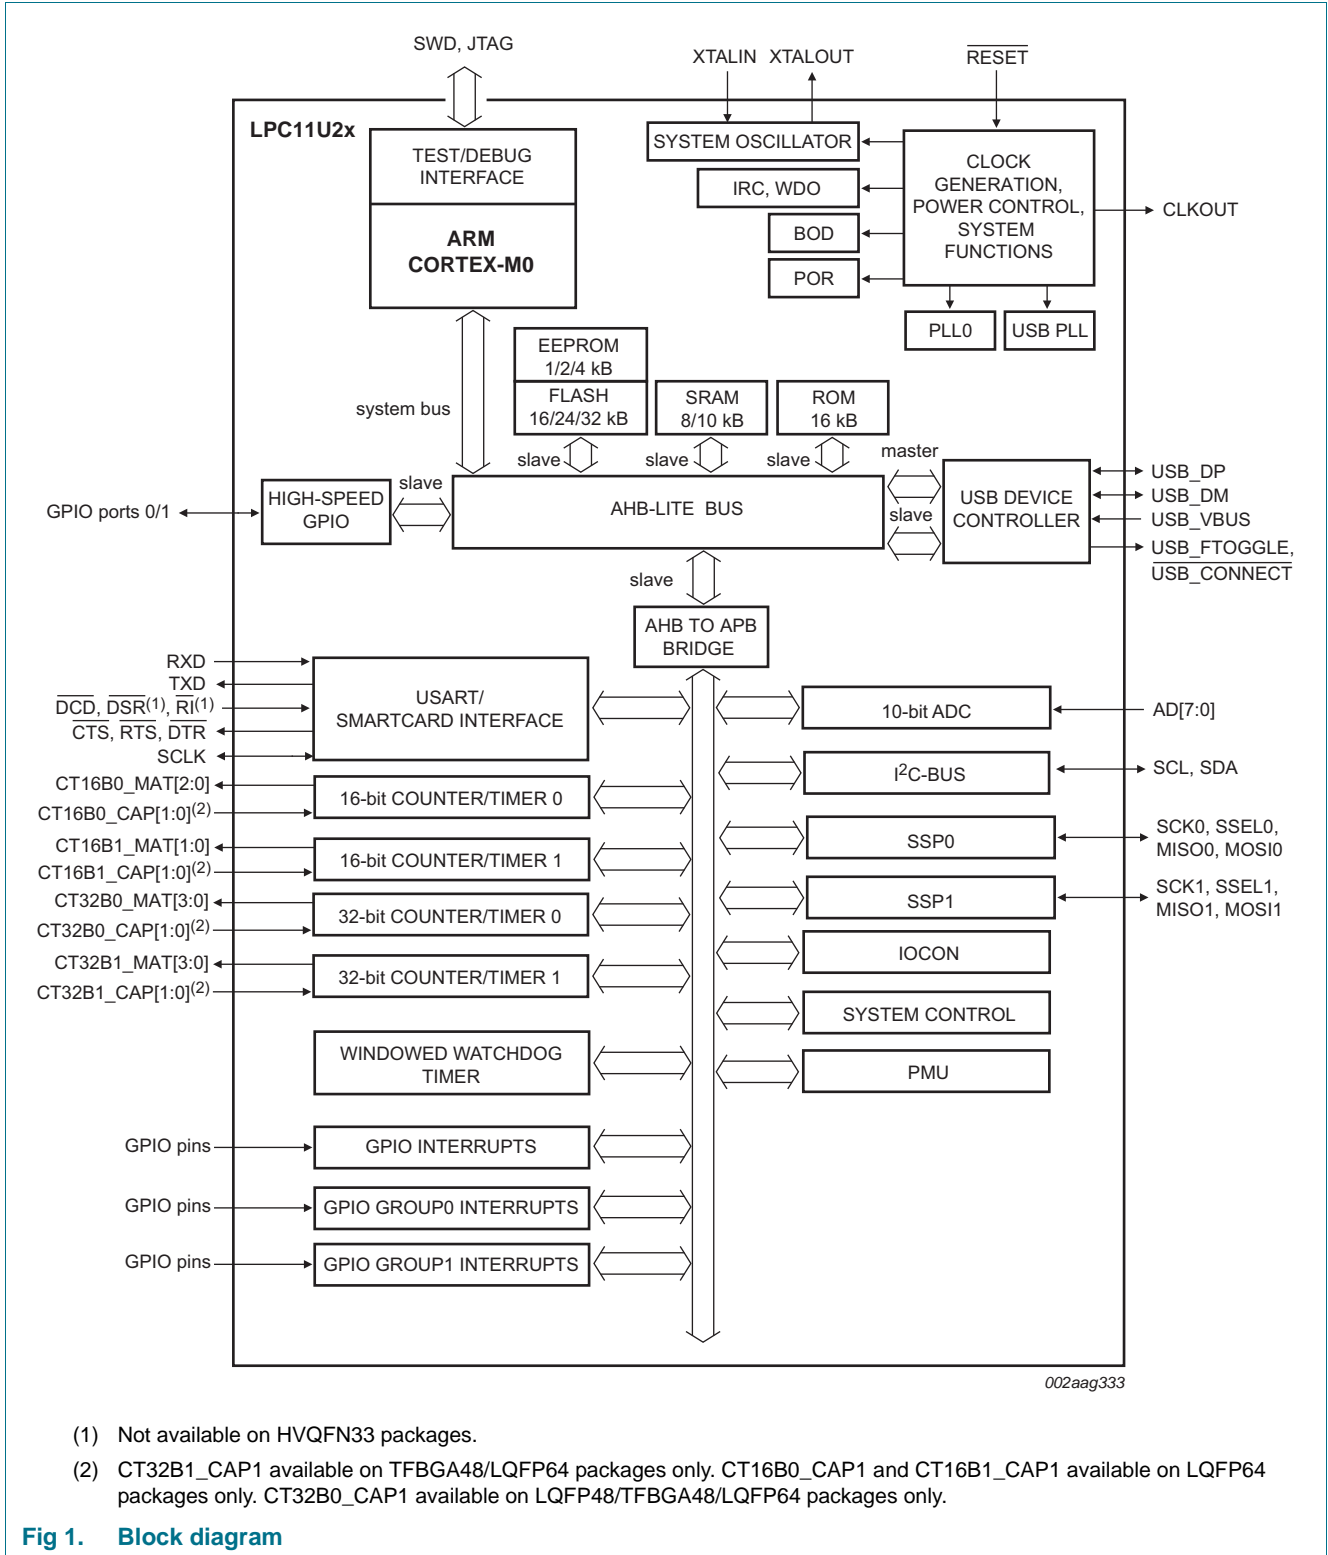 SWD, JTAG
XTALIN XTALOUT
RESET
LPC11U2x
TEST/DEBUG
INTERFACE
ARM
CORTEX-M0
SYSTEM OSCILLATOR
IRC, WDO
BOD
POR
CLOCK
GENERATION,
POWER CONTROL,
SYSTEM
FUNCTIONS
CLKOUT
PLL0
USB PLL
system bus
EEPROM
1/2/4 kB
FLASH
16/24/32 kB
SRAM
8/10 kB
ROM
16 kB
slave
slave
slave
master
slave
slave
GPIO ports 0/1
HIGH-SPEED
GPIO
AHB-LITE BUS
USB DEVICE
CONTROLLER
USB_DP
USB_DM
USB_VBUS
USB_FTOGGLE,
USB_CONNECT
slave
AHB TO APB
BRIDGE
RXD
TXD
DCD, DSR(1), RI(1)
CTS, RTS, DTR
SCLK
USART/
SMARTCARD INTERFACE
10-bit ADC
AD[7:0]
I2C-BUS
SCL, SDA
CT16B0_MAT[2:0]
CT16B0_CAP[1:0](2)
16-bit COUNTER/TIMER 0
SSP0
SCK0, SSEL0,
MISO0, MOSI0
CT16B1_MAT[1:0]
CT16B1_CAP[1:0](2)
16-bit COUNTER/TIMER 1
SSP1
SCK1, SSEL1,
MISO1, MOSI1
CT32B0_MAT[3:0]
CT32B0_CAP[1:0](2)
32-bit COUNTER/TIMER 0
IOCON
CT32B1_MAT[3:0]
CT32B1_CAP[1:0](2)
32-bit COUNTER/TIMER 1
SYSTEM CONTROL
WINDOWED WATCHDOG
TIMER
PMU
GPIO pins
GPIO INTERRUPTS
GPIO pins
GPIO GROUP0 INTERRUPTS
GPIO pins
GPIO GROUP1 INTERRUPTS
002aag333
(1) Not available on HVQFN33 packages.
(2) CT32B1_CAP1 available on TFBGA48/LQFP64 packages only. CT16B0_CAP1 and CT16B1_CAP1 available on LQFP64
packages only. CT32B0_CAP1 available on LQFP48/TFBGA48/LQFP64 packages only.
Fig 1. Block diagram